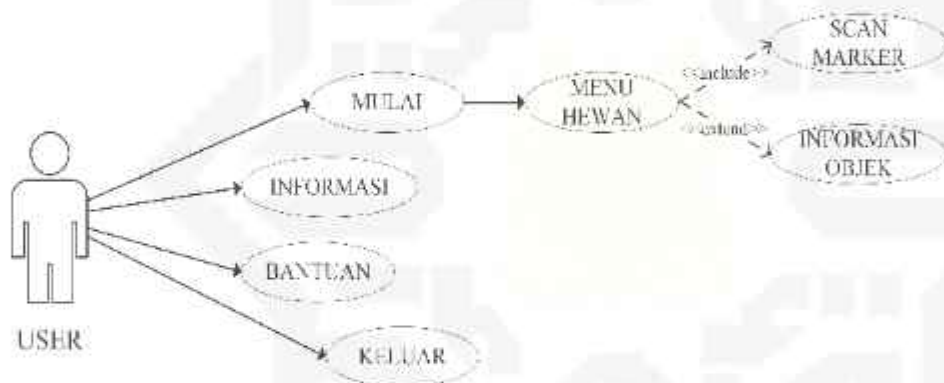 SCAN
MARKER
<<include>>
MULAI
MENU
HEWAN
<<extend>>
INFORMASI
OBJEK
INFORMASI
BANTUAN
USER
KELUAR